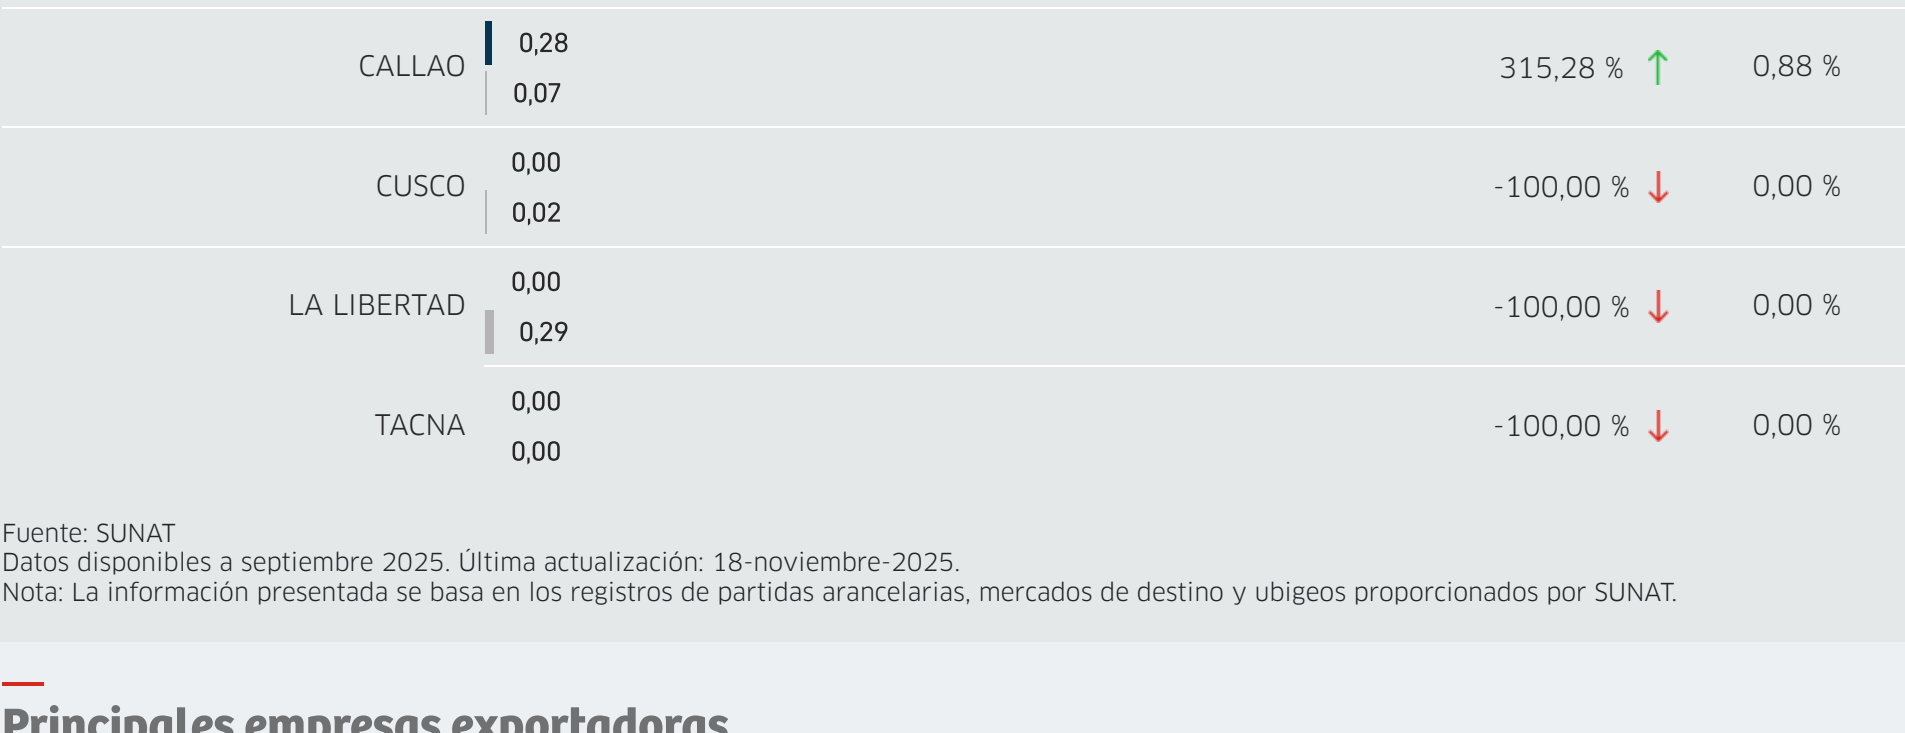 0,28
CALLAO 315,28 % ↑ 0,88 %
0,07
0,00
CUSCO -100,00 % ↓ 0,00 %
0,02
0,00
LA LIBERTAD -100,00 % ↓ 0,00 %
0,29
0,00
TACNA -100,00 % ↓ 0,00 %
0,00
Fuente: SUNAT
Datos disponibles a septiembre 2025. Última actualización: 18-noviembre-2025.
Nota: La información presentada se basa en los registros de partidas arancelarias, mercados de destino y ubigeos proporcionados por SUNAT.
Principales empresas exportadoras